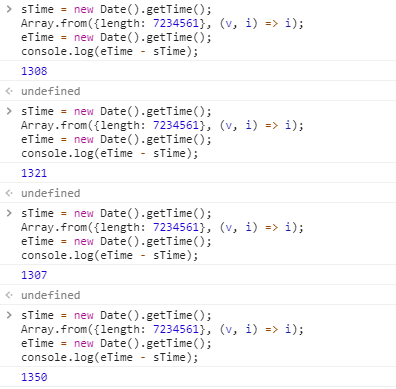 > sTime = new Date().getTime();
Array.from({length: 7234561}, (v, i) => i);
eTime = new Date().getTime();
console.log(eTime - sTime);
1308
undefined
> sTime = new Date().getTime();
Array.from({length: 7234561}, (v, i) => i);
eTime = new Date().getTime();
console.log(eTime - sTime);
1321
undefined
> sTime = new Date().getTime();
Array.from({length: 7234561}, (v, i) => i);
eTime = new Date().getTime();
console.log(eTime - sTime);
1307
undefined
> sTime = new Date().getTime();
Array.from({length: 7234561}, (v, i) => i);
eTime = new Date().getTime();
console.log(eTime - sTime);
1350